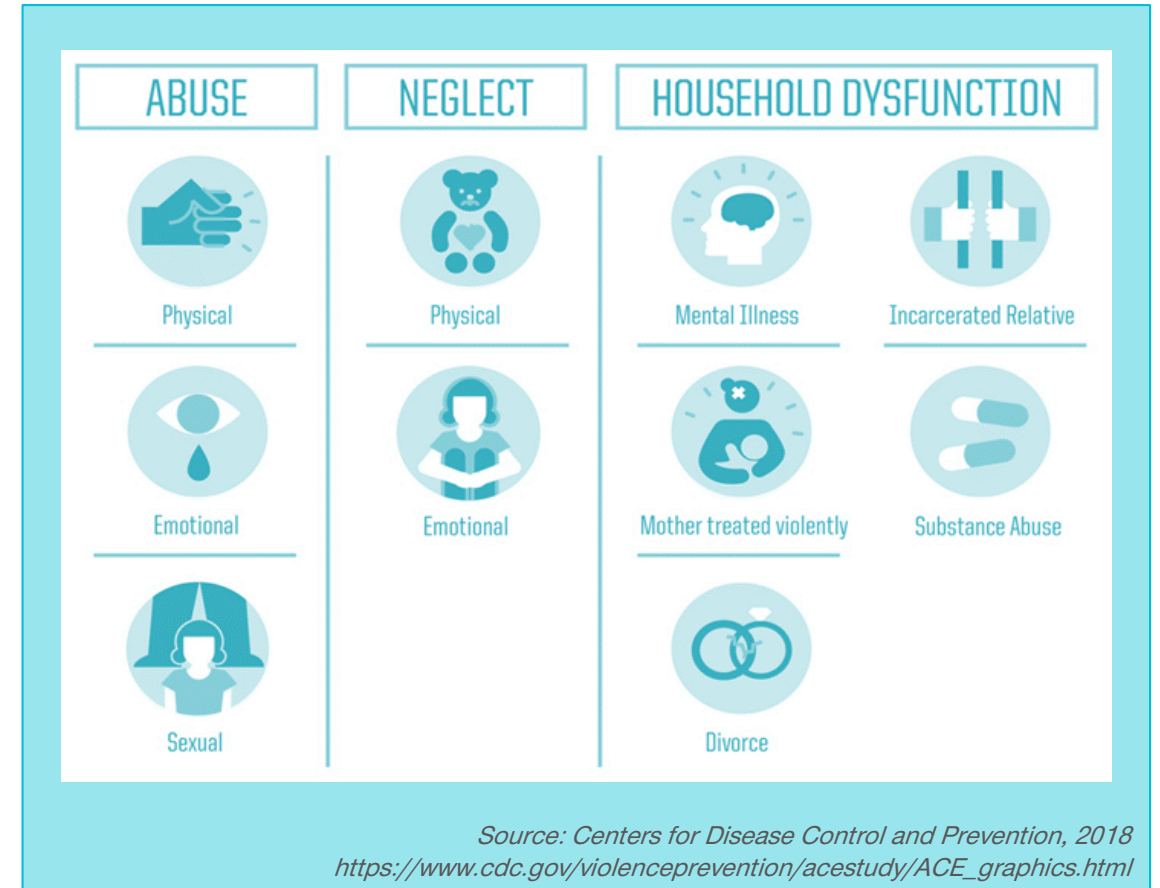 ABUSE
NEGLECT
HOUSEHOLD DYSFUNCTION
Physical
Physical
Mental Illness
Incarcerated Relative
Emotional
Emotional
Mother treated violently
Substance Abuse
Sexual
Divorce
Source: Centers for Disease Control and Prevention, 2018
https://www.cdc.gov/violenceprevention/acestudy/ACE_graphics.html